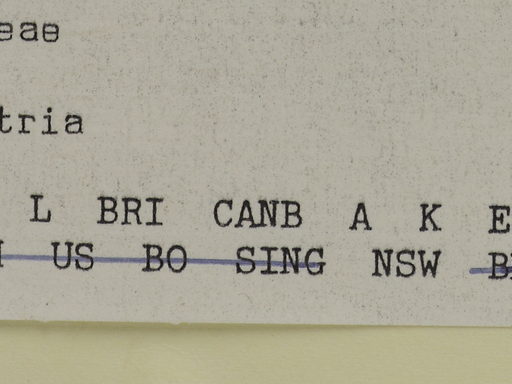 eae
tria
L BRI CANB A K E
US BO SING NSW